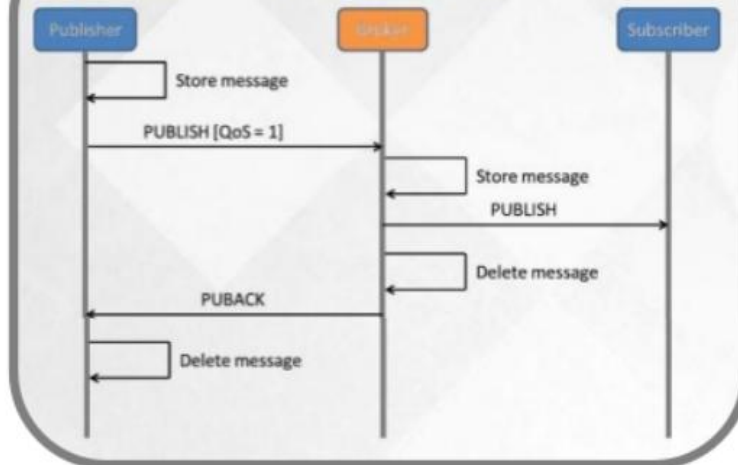 Publisher
Broker
Subscriber
Store message
PUBLISH [QoS = 1]
Store message
PUBLISH
Delete message
PUBACK
Delete message